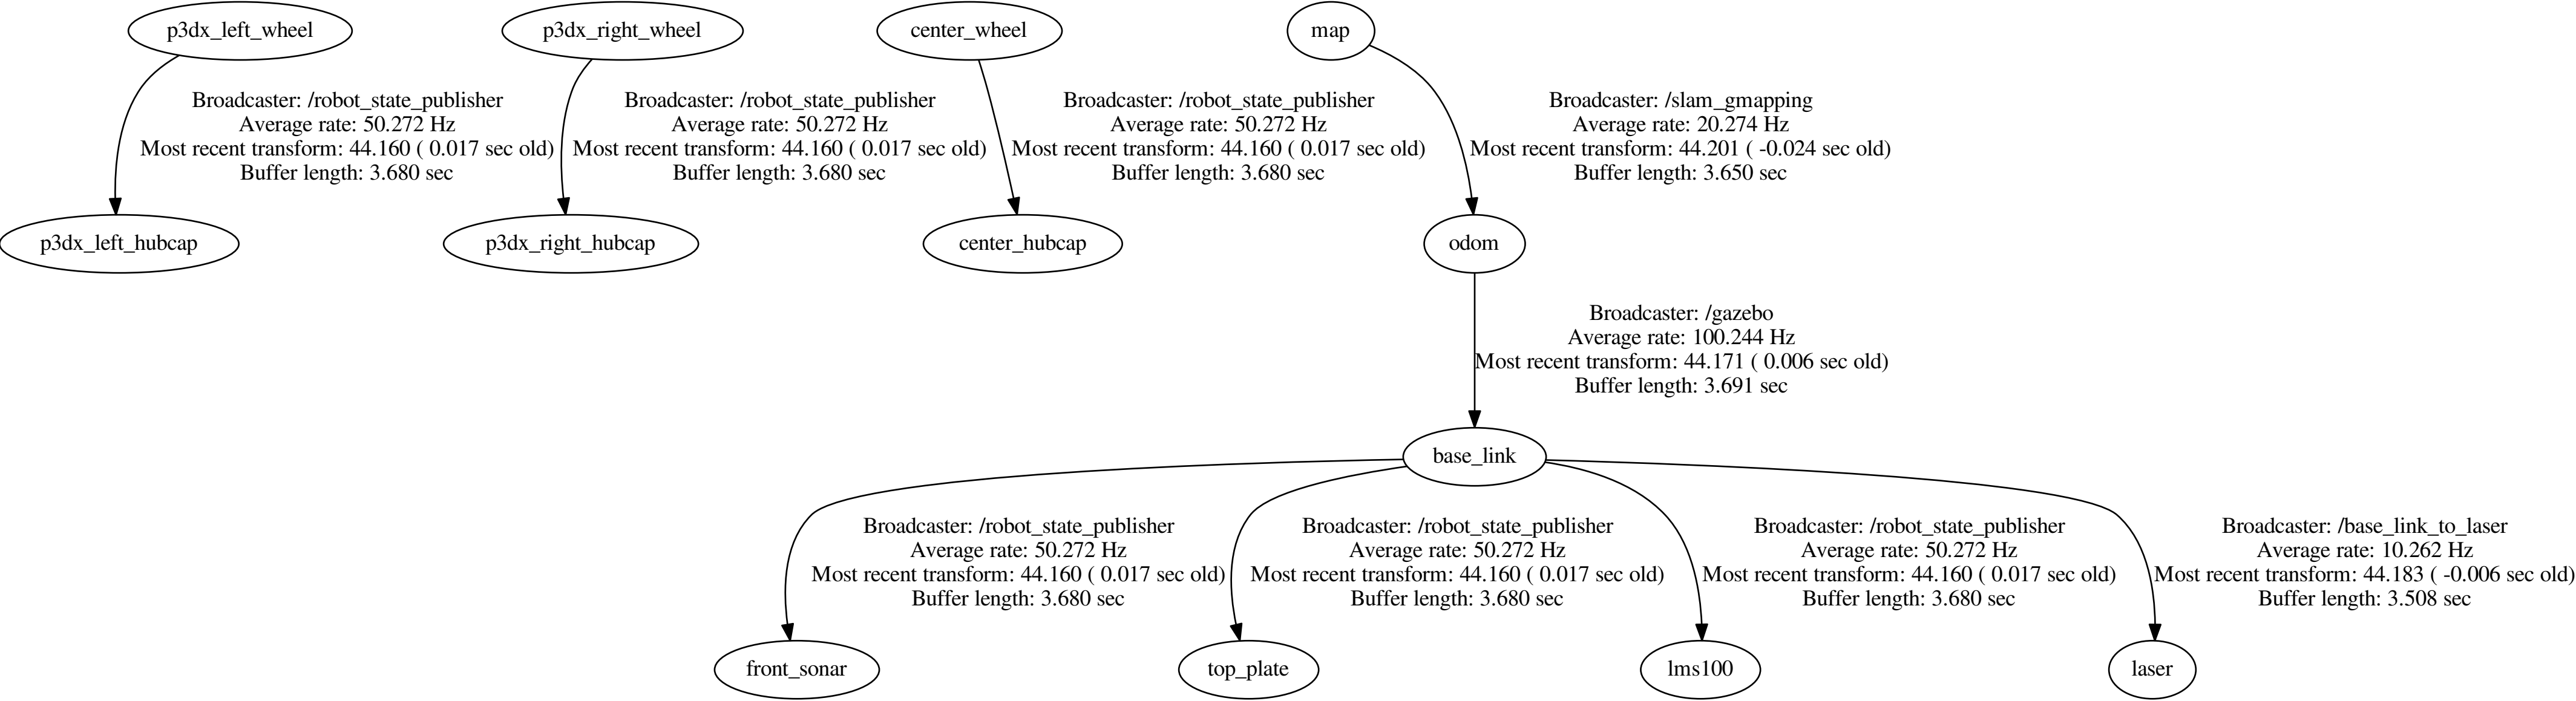 p3dx_left_wheel
p3dx_right_wheel
center_wheel
map
Broadcaster: /robot_state_publisher
Average rate: 50.272 Hz
Most recent transform: 44.160 ( 0.017 sec old)
Buffer length: 3.680 sec
Broadcaster: /robot_state_publisher
Average rate: 50.272 Hz
Most recent transform: 44.160 ( 0.017 sec old)
Buffer length: 3.680 sec
Broadcaster: /robot_state_publisher
Average rate: 50.272 Hz
Most recent transform: 44.160 ( 0.017 sec old)
Buffer length: 3.680 sec
Broadcaster: /slam_gmapping
Average rate: 20.274 Hz
Most recent transform: 44.201 ( -0.024 sec old)
Buffer length: 3.650 sec
p3dx_left_hubcap
p3dx_right_hubcap
center_hubcap
odom
Broadcaster: /gazebo
Average rate: 100.244 Hz
Most recent transform: 44.171 ( 0.006 sec old)
Buffer length: 3.691 sec
base_link
Broadcaster: /robot_state_publisher
Average rate: 50.272 Hz
Most recent transform: 44.160 ( 0.017 sec old)
Buffer length: 3.680 sec
Broadcaster: /robot_state_publisher
Average rate: 50.272 Hz
Most recent transform: 44.160 ( 0.017 sec old)
Buffer length: 3.680 sec
Broadcaster: /robot_state_publisher
Average rate: 50.272 Hz
Most recent transform: 44.160 ( 0.017 sec old)
Buffer length: 3.680 sec
Broadcaster: /base_link_to_laser
Average rate: 10.262 Hz
Most recent transform: 44.183 ( -0.006 sec old)
Buffer length: 3.508 sec
front_sonar
top_plate
lms100
laser